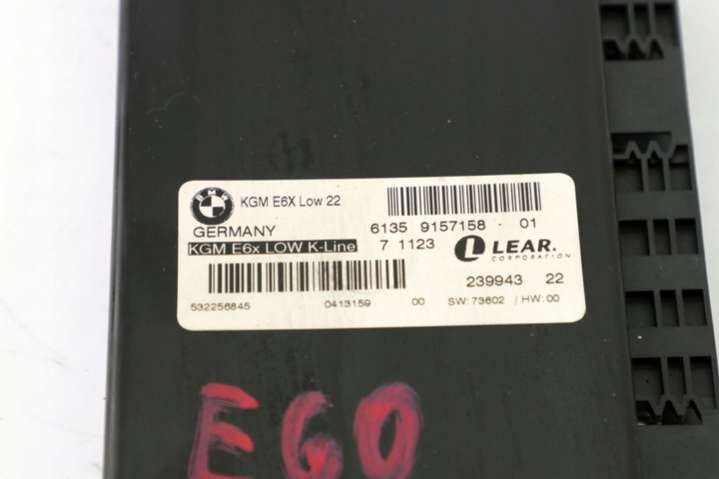 BMW
KGM E6X Low 22
GERMANY
6135 9157158 - 01
KGM E6x LOW K-Line
7 1123
LEAR.
CORPORATION
239943 22
532256845 0413159 00
SW: 73602 / HW: 00
E60